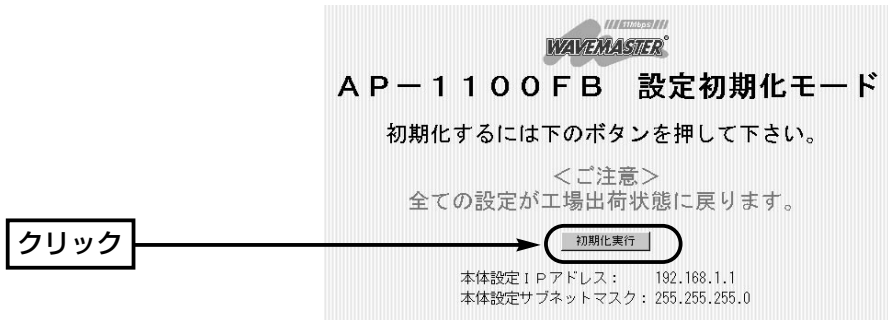 11Mbps
WAVEMASTER
AP－1100FB　設定初期化モード
初期化するには下のボタンを押して下さい。
＜ご注意＞
全ての設定が工場出荷状態に戻ります。
クリック
初期化実行
本体設定ＩＰアドレス： 192.168.1.1
本体設定サブネットマスク： 255.255.255.0